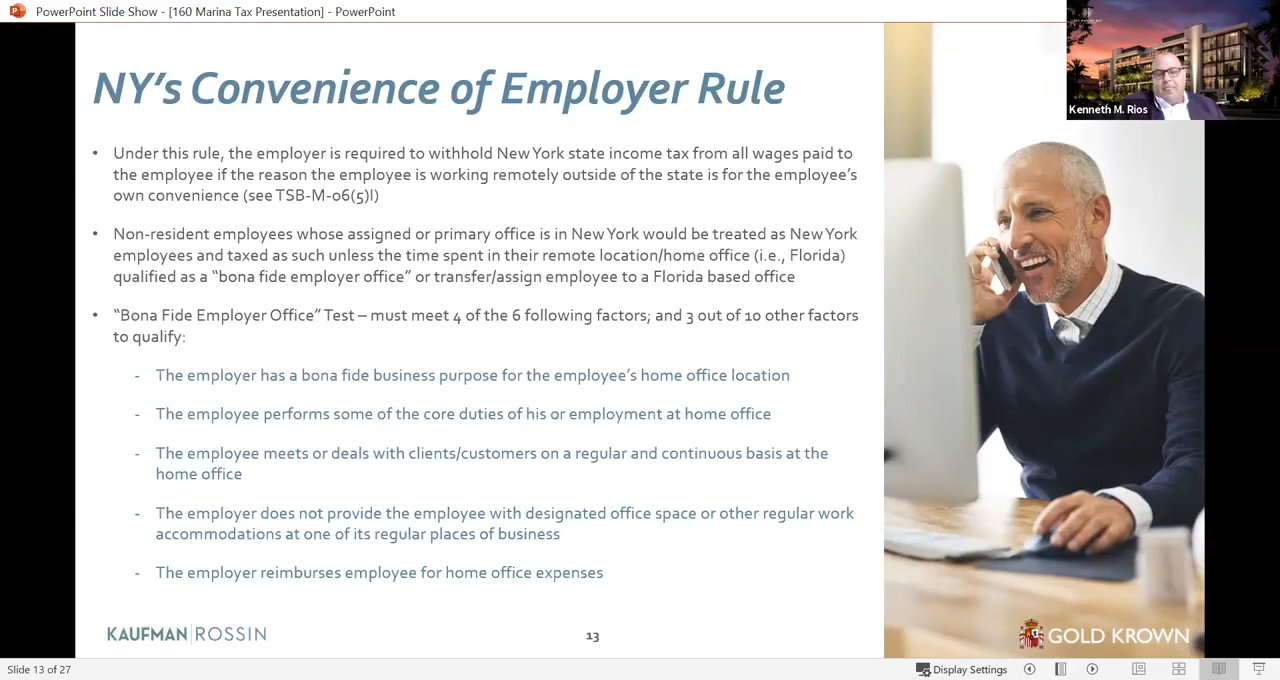 PowerPoint Slide Show - [160 Marina Tax Presentation] - PowerPoint
Kenneth M. Rios
NY's Convenience of Employer Rule
• Under this rule, the employer is required to withhold New York state income tax from all wages paid to
the employee if the reason the employee is working remotely outside of the state is for the employee's
own convenience (see TSB-M-06(5)I)
• Non-resident employees whose assigned or primary office is in New York would be treated as New York
employees and taxed as such unless the time spent in their remote location/home office (i.e., Florida)
qualified as a “bona fide employer office” or transfer/assign employee to a Florida based office
• “Bona Fide Employer Office” Test – must meet 4 of the 6 following factors; and 3 out of 10 other factors
to qualify:
- The employer has a bona fide business purpose for the employee's home office location
- The employee performs some of the core duties of his or employment at home office
- The employee meets or deals with clients/customers on a regular and continuous basis at the
home office
- The employer does not provide the employee with designated office space or other regular work
accommodations at one of its regular places of business
- The employer reimburses employee for home office expenses
KAUFMAN ROSSIN
13
GOLD KROWN
Slide 13 of 27
Display Settings